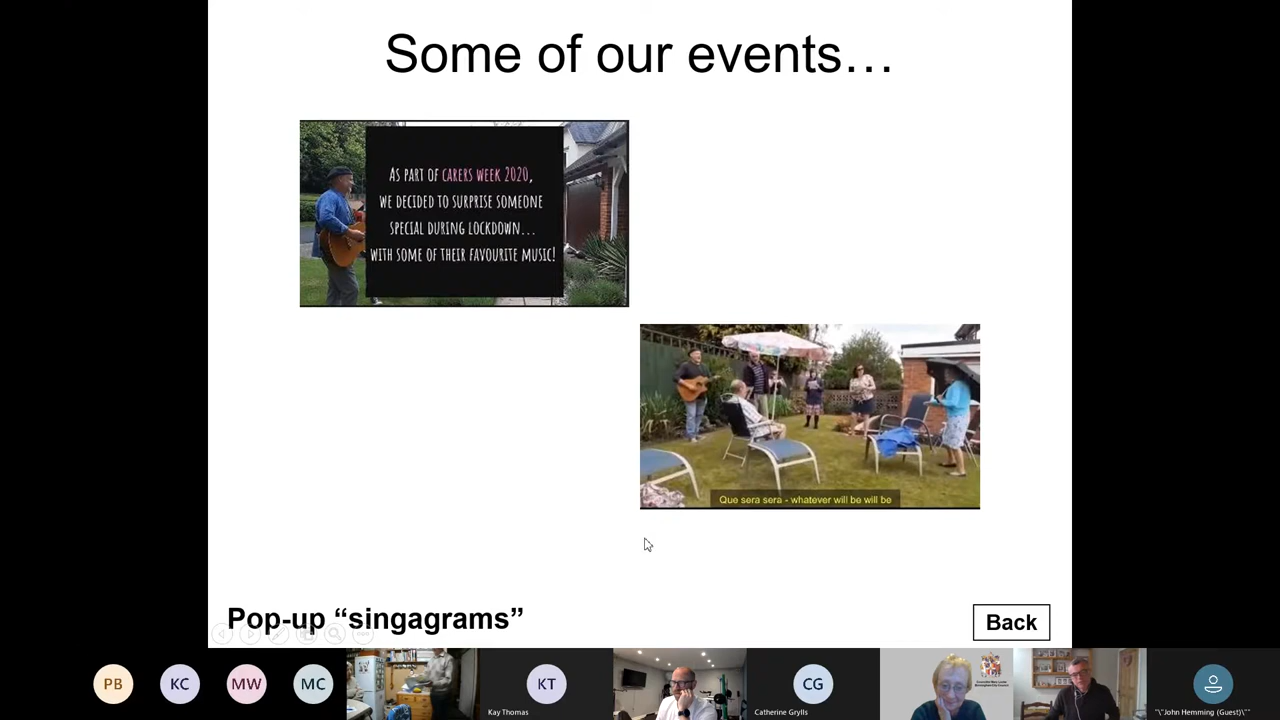 Some of our events…
AS PART OF CARERS WEEK 2020,
WE DECIDED TO SURPRISE SOMEONE
SPECIAL DURING LOCKDOWN...
WITH SOME OF THEIR FAVOURITE MUSIC!
Que sera sera - whatever will be will be
Pop-up “singagrams”
Back
PB
KC
MW
MC
KT
Kay Thomas
CG
Catherine Grylls
"\"John Hemming (Guest)\"